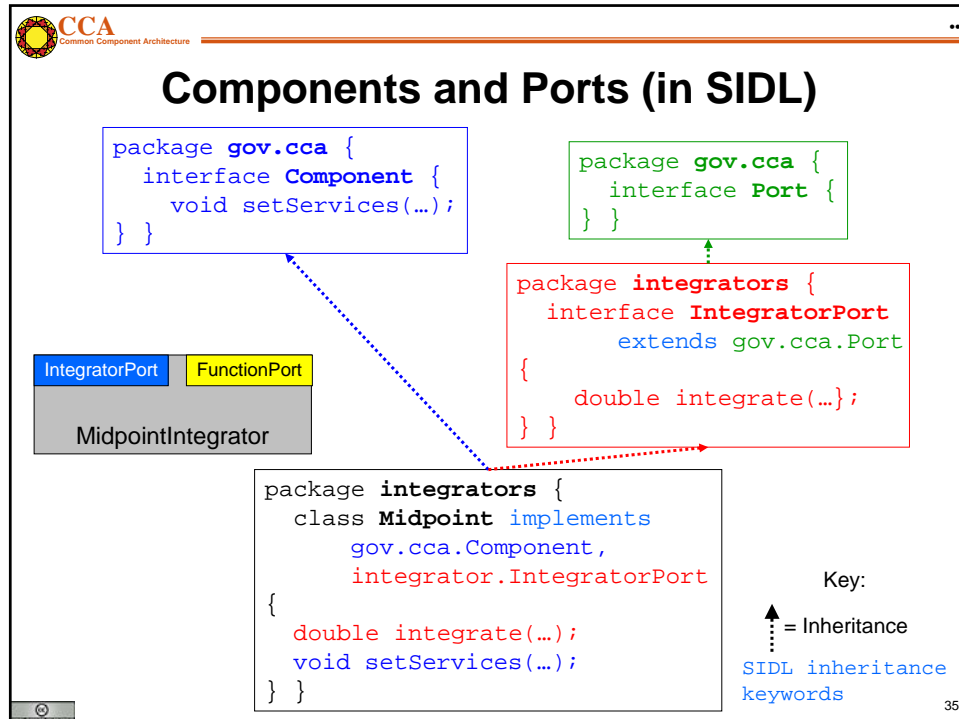 CCA
Common Component Architecture
Components and Ports (in SIDL)
package gov.cca {
interface Component {
void setServices(…);
} }
package gov.cca {
interface Port {
} }
package integrators {
interface IntegratorPort
extends gov.cca.Port
{
double integrate(…};
} }
IntegratorPort
FunctionPort
MidpointIntegrator
package integrators {
class Midpoint implements
gov.cca.Component,
integrator.IntegratorPort
{
double integrate(…);
void setServices(…);
} }
Key:
= Inheritance
SIDL inheritance
keywords
35